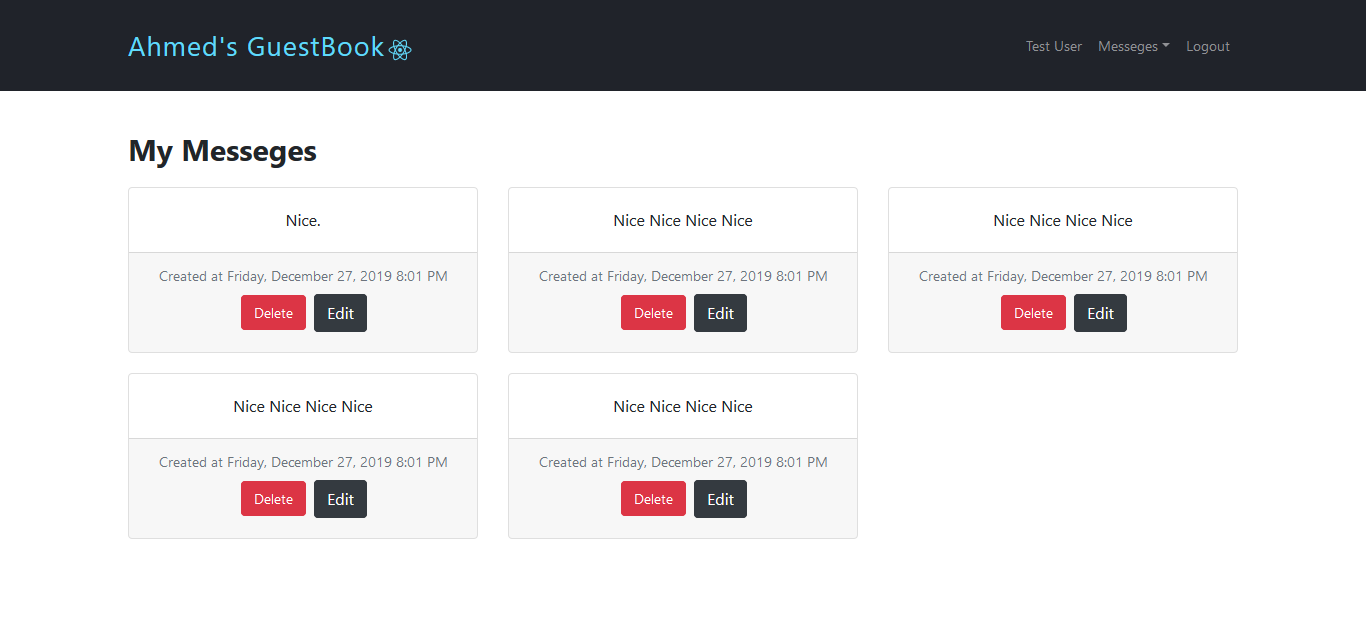 Ahmed's GuestBook
Test User Messeges Logout
My Messeges
Nice.
Created at Friday, December 27, 2019 8:01 PM
Delete Edit
Nice Nice Nice Nice
Created at Friday, December 27, 2019 8:01 PM
Delete Edit
Nice Nice Nice Nice
Created at Friday, December 27, 2019 8:01 PM
Delete Edit
Nice Nice Nice Nice
Created at Friday, December 27, 2019 8:01 PM
Delete Edit
Nice Nice Nice Nice
Created at Friday, December 27, 2019 8:01 PM
Delete Edit